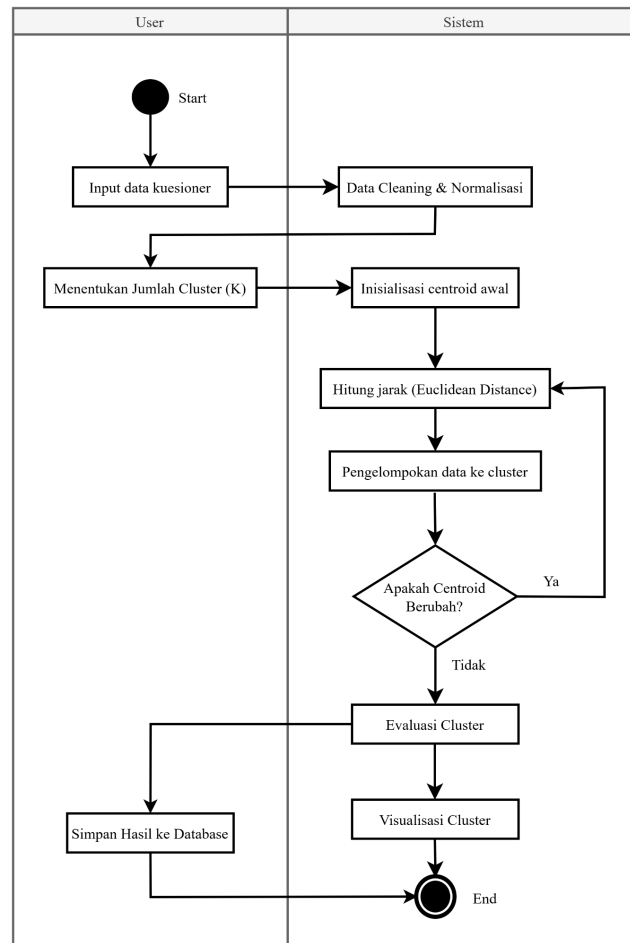 User
Sistem
Start
Input data kuesioner
Data Cleaning & Normalisasi
Menentukan Jumlah Cluster (K)
Inisialisasi centroid awal
Hitung jarak (Euclidean Distance)
Pengelompokan data ke cluster
Apakah Centroid
Berubah?
Ya
Tidak
Evaluasi Cluster
Simpan Hasil ke Database
Visualisasi Cluster
End